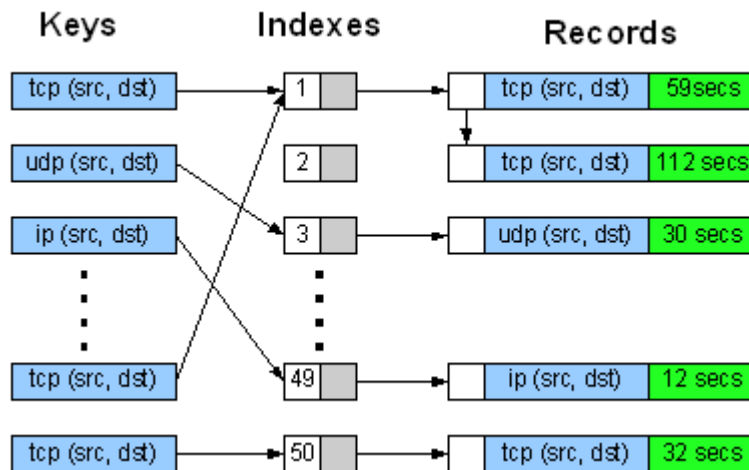 Keys Indexes Records
tcp (src, dst) 1 tcp (src, dst) 59secs
udp (src, dst) 2 tcp (src, dst) 112 secs
ip (src, dst) 3 udp (src, dst) 30 secs
tcp (src, dst) 49 ip (src, dst) 12 secs
tcp (src, dst) 50 tcp (src, dst) 32 secs